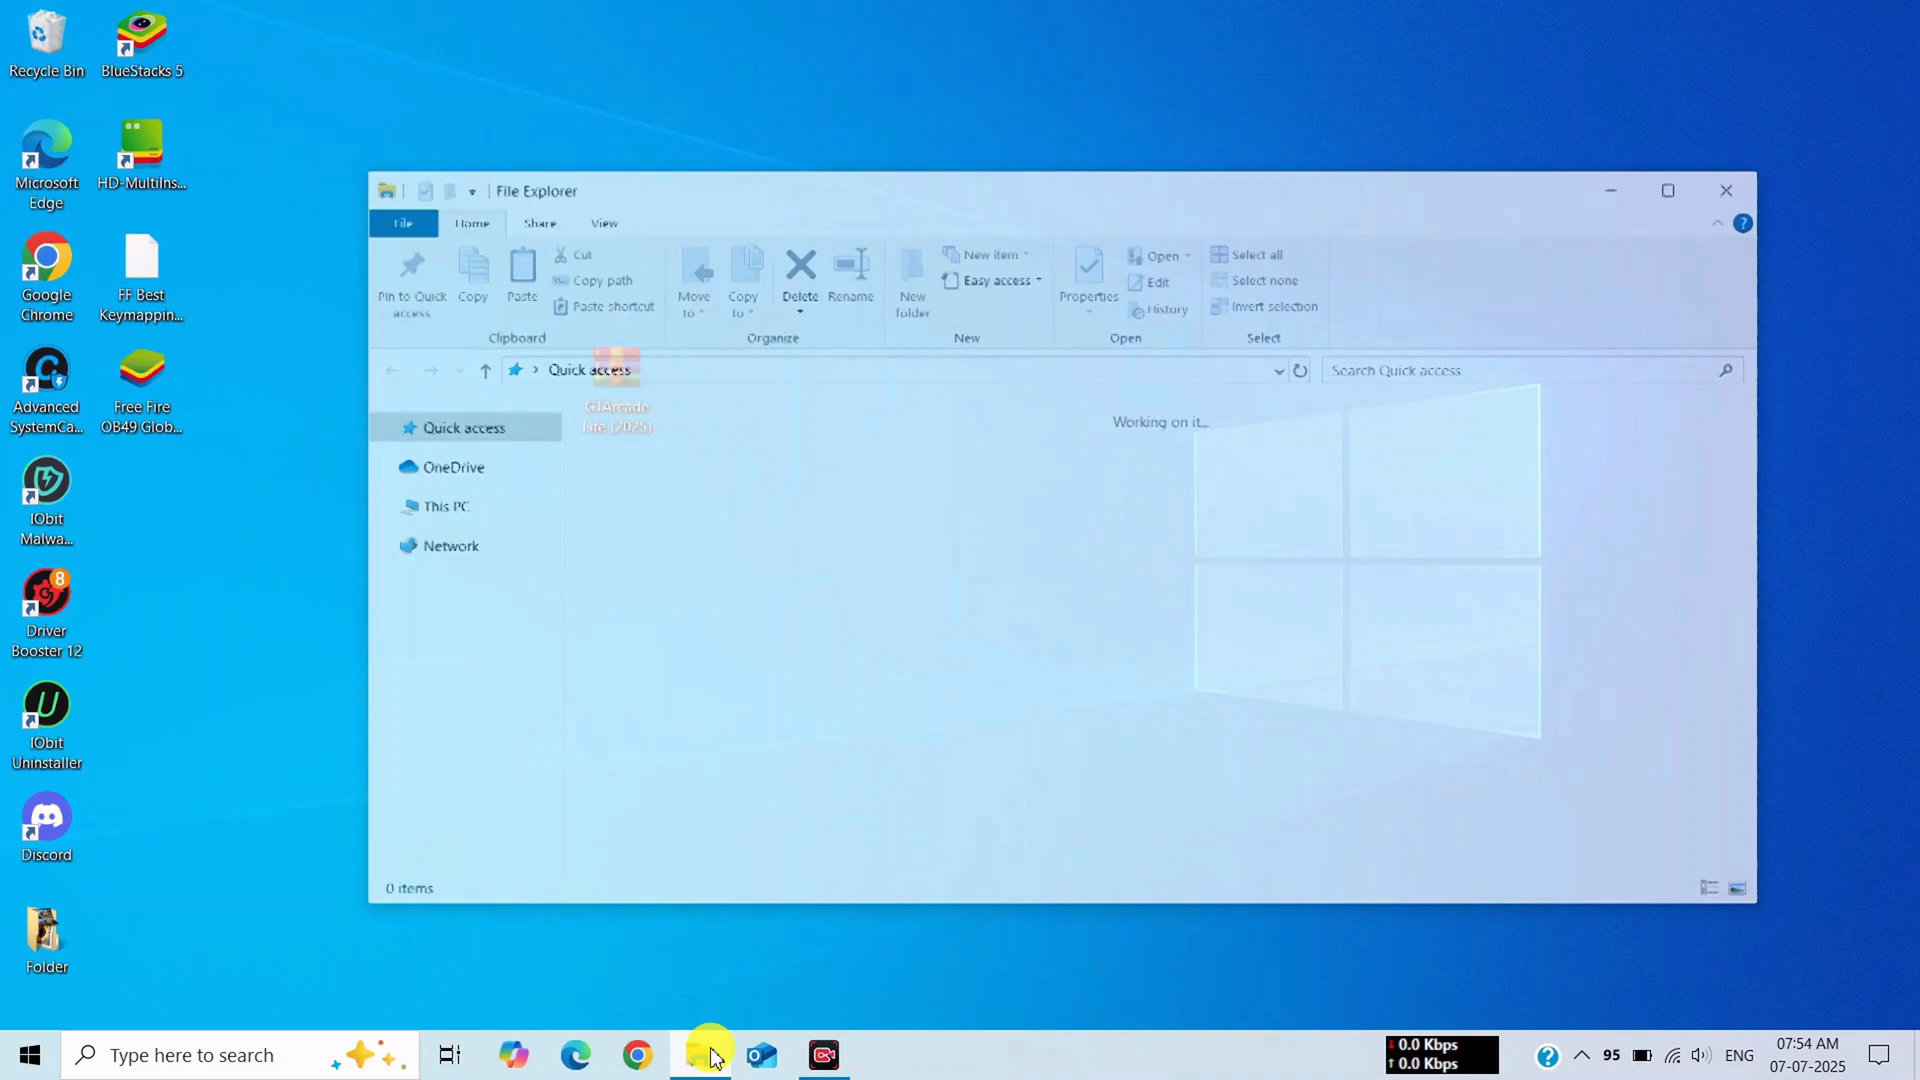 Recycle Bin
BlueStacks 5
Microsoft
Edge
HD-MultiIns...
Google
Chrome
FF Best
Keymappin...
Advanced
SystemCa...
Free Fire
OB49 Glob...
IObit
Malwa...
8
Driver
Booster 12
IObit
Uninstaller
Discord
Folder
File Explorer
File
Home
Share
View
?
Pin to Quick
access
Copy
Paste
Cut
Copy path
Paste shortcut
Clipboard
Move
to
Copy
to
Delete
Rename
Organize
New
folder
New item
Easy access
New
Properties
Open
Edit
History
Open
Select all
Select none
Invert selection
Select
Quick access
Search Quick access
Quick access
OneDrive
This PC
Network
GTArcade
Lite (2025)
Working on it...
0 items
Type here to search
0.0 Kbps
0.0 Kbps
?
95
ENG
07:54 AM
07-07-2025